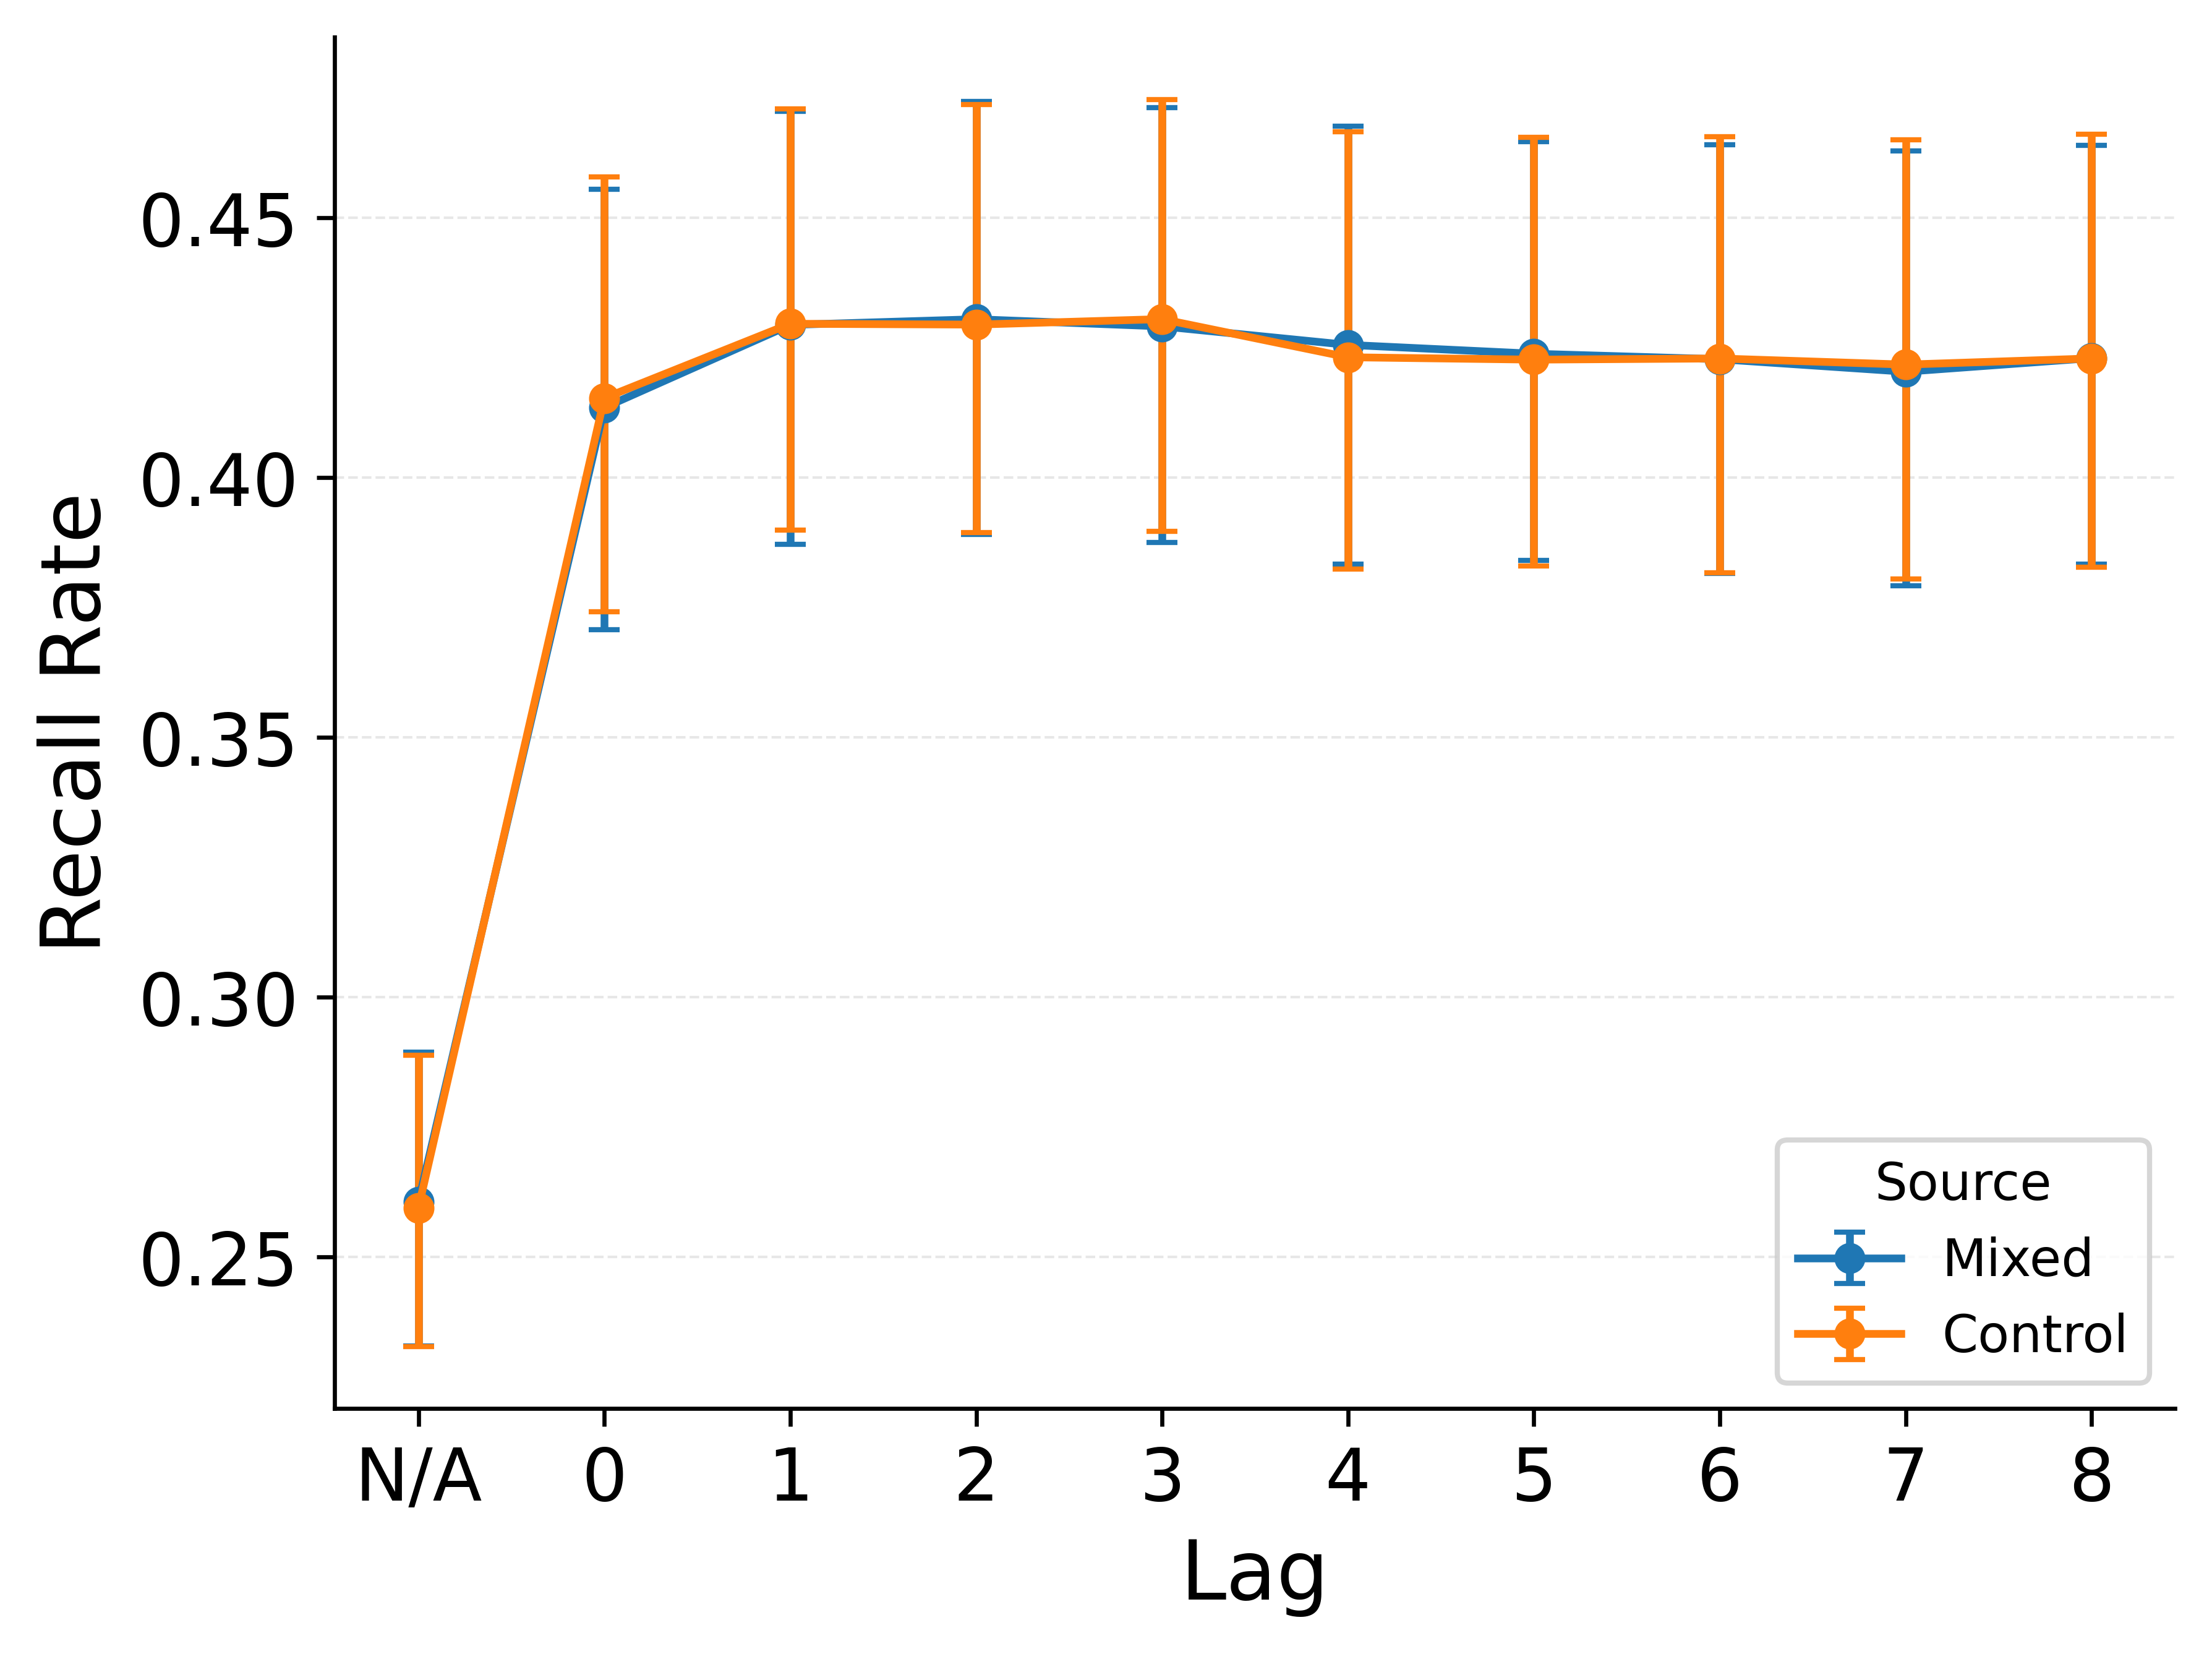 0.45
0.40
0.35
0.30
0.25
Recall Rate
N/A 0 1 2 3 4 5 6 7 8
Lag
Source
Mixed
Control